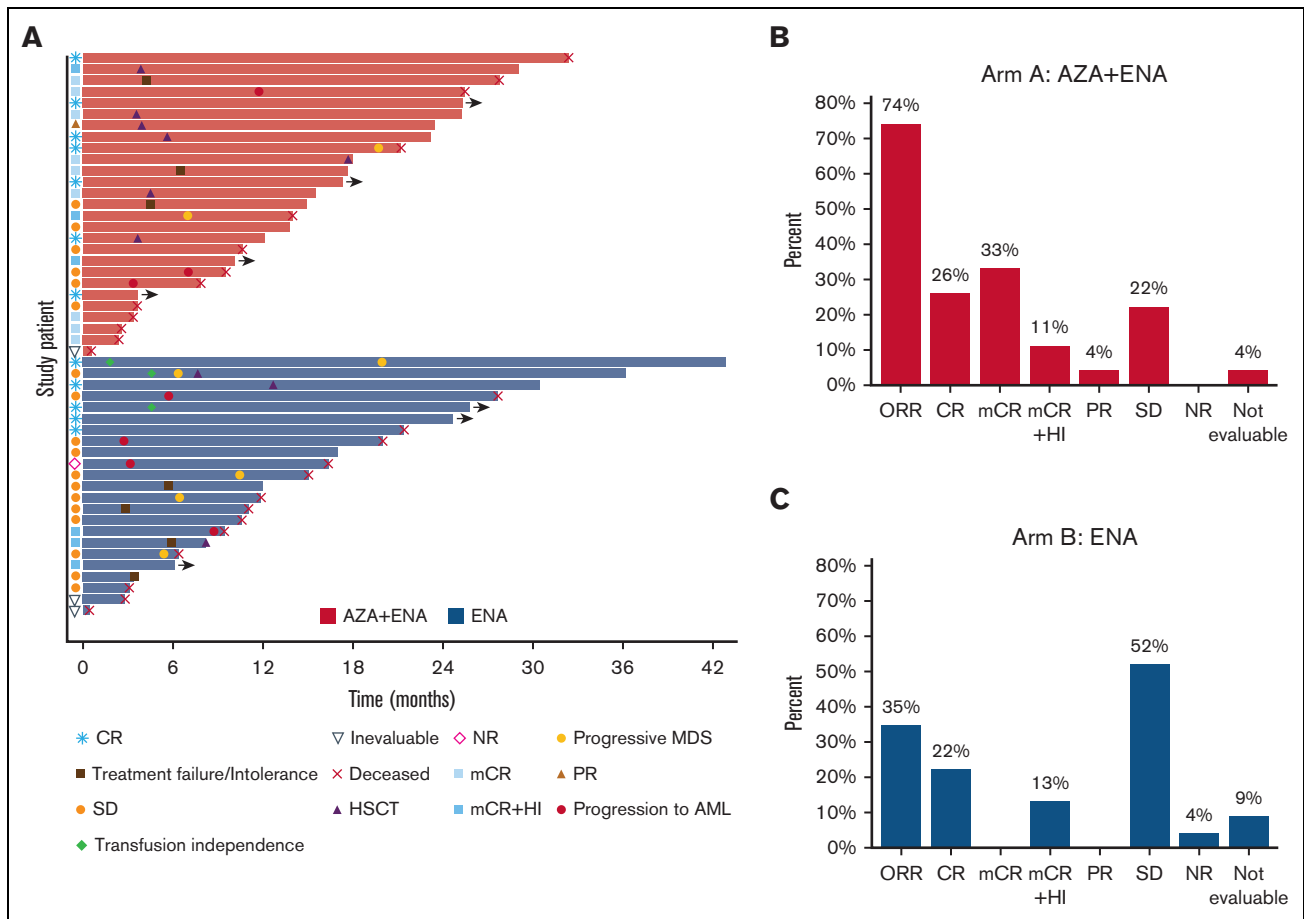 A
Study patient
AZA+ENA ENA
0 6 12 18 24 30 36 42
Time (months)
CR Inevaluable NR Progressive MDS
Treatment failure/Intolerance Deceased mCR PR
SD HSCT mCR+HI Progression to AML
Transfusion independence
B
Arm A: AZA+ENA
Percent
80%
70%
60%
50%
40%
30%
20%
10%
0%
74%
26%
33%
11%
4%
22%
4%
ORR CR mCR mCR PR SD NR Not
+HI evaluable
C
Arm B: ENA
Percent
80%
70%
60%
50%
40%
30%
20%
10%
0%
35%
22%
13%
52%
4%
9%
ORR CR mCR mCR PR SD NR Not
+HI evaluable